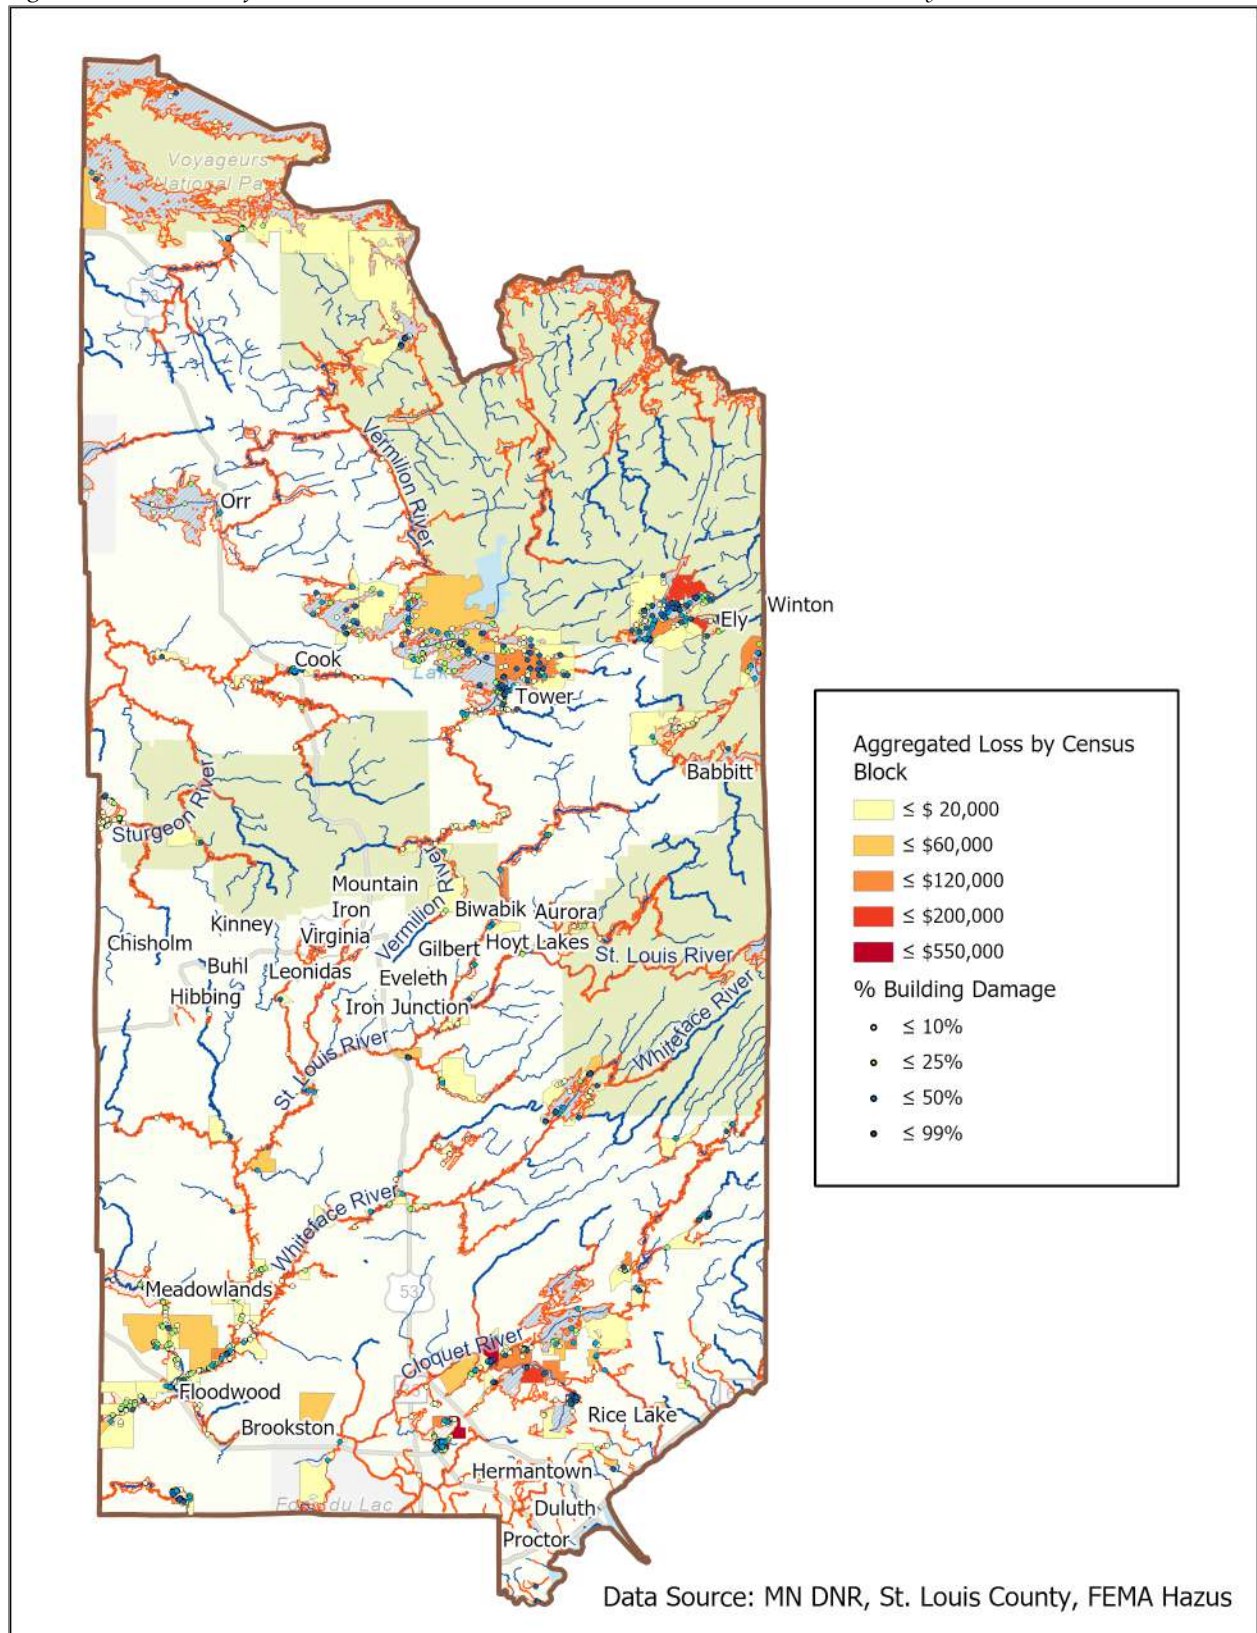 Voyageurs
National Pa
53
Vermilion River
Orr
Winton
Ely
Cook
Lake
Tower
Babbitt
Sturgeon River
Mountain
Iron
Vermilion River
Kinney
Virginia
Biwabik
Aurora
Chisholm
Gilbert
Hoyt Lakes
Buhl
Leonidas
Eveleth
St. Louis River
Hibbing
Iron Junction
Whiteface River
St. Louis River
Whiteface River
Meadowlands
53
Cloquet River
Floodwood
Brookston
Rice Lake
Hermantown
Duluth
Proctor
Aggregated Loss by Census
Block
≤ $ 20,000
≤ $60,000
≤ $120,000
≤ $200,000
≤ $550,000
% Building Damage
≤ 10%
≤ 25%
≤ 50%
≤ 99%
Data Source: MN DNR, St. Louis County, FEMA Hazus